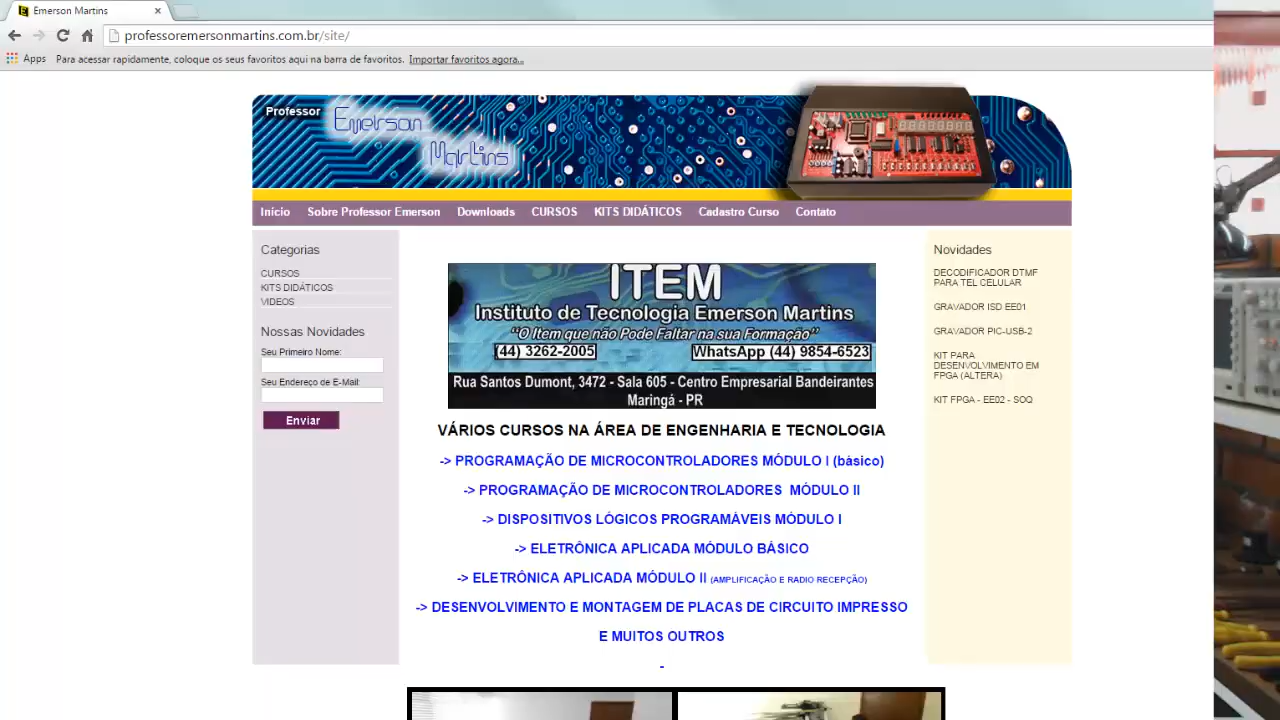 Emerson Martins
professoremersonmartins.com.br/site/
Apps Para acessar rapidamente, coloque os seus favoritos aqui na barra de favoritos. Importar favoritos agora...
Professor Emerson
Martins
Início Sobre Professor Emerson Downloads CURSOS KITS DIDÁTICOS Cadastro Curso Contato
Categorias
CURSOS
KITS DIDÁTICOS
VIDEOS
Nossas Novidades
Seu Primeiro Nome:
Seu Endereço de E-Mail:
Enviar
ITEM
Instituto de Tecnologia Emerson Martins
“O Item que não Pode Faltar na sua Formação”
(44) 3262-2005 WhatsApp (44) 9854-6523
Rua Santos Dumont, 3472 - Sala 605 - Centro Empresarial Bandeirantes
Maringá - PR
VÁRIOS CURSOS NA ÁREA DE ENGENHARIA E TECNOLOGIA
-> PROGRAMAÇÃO DE MICROCONTROLADORES MÓDULO I (básico)
-> PROGRAMAÇÃO DE MICROCONTROLADORES MÓDULO II
-> DISPOSITIVOS LÓGICOS PROGRAMÁVEIS MÓDULO I
-> ELETRÔNICA APLICADA MÓDULO BÁSICO
-> ELETRÔNICA APLICADA MÓDULO II (AMPLIFICAÇÃO E RADIO RECEPÇÃO)
-> DESENVOLVIMENTO E MONTAGEM DE PLACAS DE CIRCUITO IMPRESSO
E MUITOS OUTROS
-
Novidades
DECODIFICADOR DTMF
PARA TEL CELULAR
GRAVADOR ISD EE01
GRAVADOR PIC-USB-2
KIT PARA
DESENVOLVIMENTO EM
FPGA (ALTERA)
KIT FPGA - EE02 - SOQ